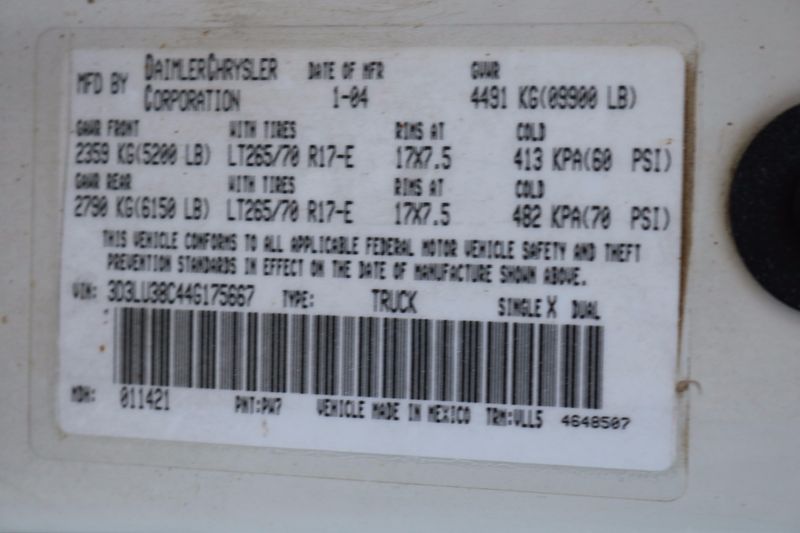 MFD BY DAIMLERCHRYSLER CORPORATION DATE OF MFR 1-04 GVWR 4491 KG(09900 LB)
GAWR FRONT WITH TIRES RIMS AT COLD
2359 KG(5200 LB) LT265/70 R17-E 17X7.5 413 KPA(60 PSI)
GAWR REAR WITH TIRES RIMS AT COLD
2790 KG(6150 LB) LT265/70 R17-E 17X7.5 482 KPA(70 PSI)
THIS VEHICLE CONFORMS TO ALL APPLICABLE FEDERAL MOTOR VEHICLE SAFETY AND THEFT
PREVENTION STANDARDS IN EFFECT ON THE DATE OF MANUFACTURE SHOWN ABOVE.
VIN: 3D3LU38C44G175667 TYPE: TRUCK SINGLE X DUAL
MDH: 011421 PNT:PW7 VEHICLE MADE IN MEXICO TRM:VLL5 4648507